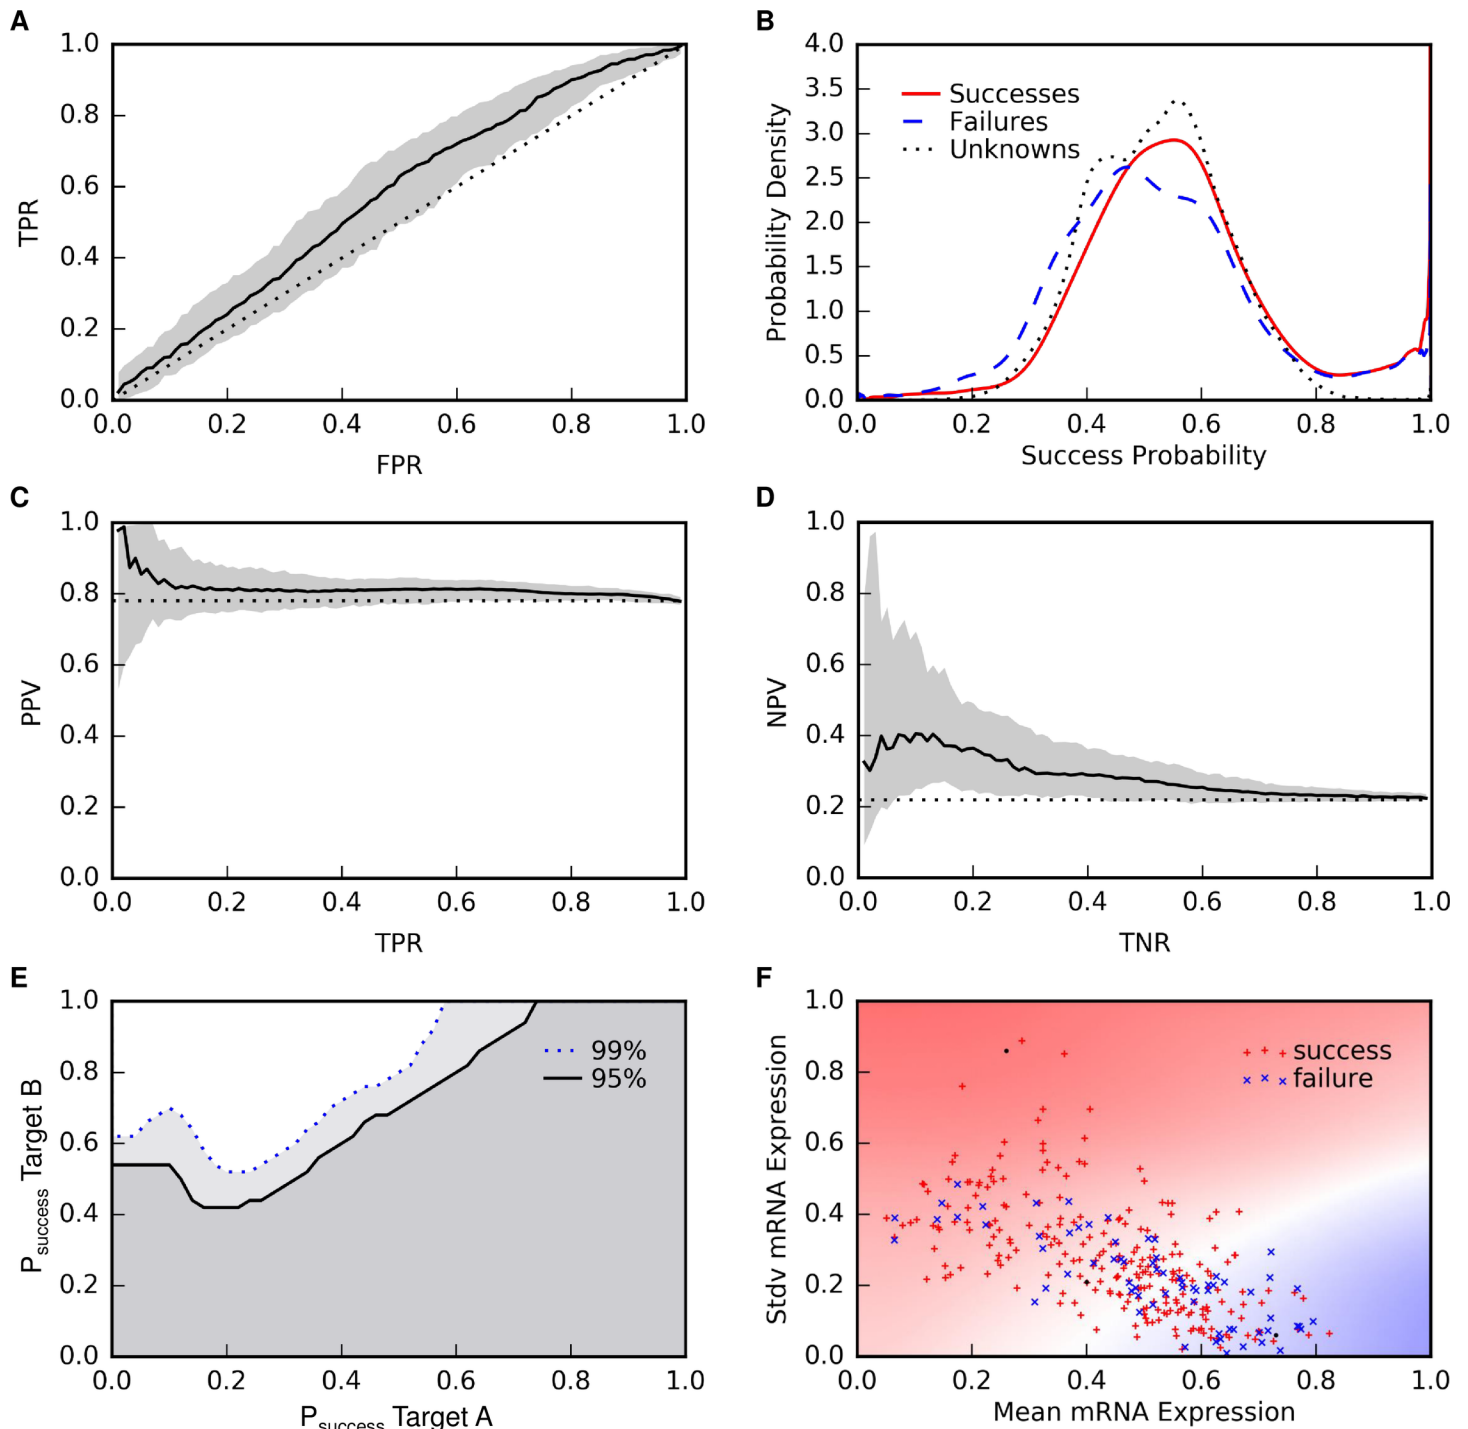 A
1.0
0.8
0.6
0.4
0.2
0.0
TPR
0.0 0.2 0.4 0.6 0.8 1.0
FPR
B
4.0
3.5
3.0
2.5
2.0
1.5
1.0
0.5
0.0
Probability Density
Successes
Failures
Unknowns
0.0 0.2 0.4 0.6 0.8 1.0
Success Probability
C
1.0
0.8
0.6
0.4
0.2
0.0
PPV
0.0 0.2 0.4 0.6 0.8 1.0
TPR
D
1.0
0.8
0.6
0.4
0.2
0.0
NPV
0.0 0.2 0.4 0.6 0.8 1.0
TNR
E
1.0
0.8
0.6
0.4
0.2
0.0
Psuccess Target B
99%
95%
0.0 0.2 0.4 0.6 0.8 1.0
Psuccess Target A
F
1.0
0.8
0.6
0.4
0.2
0.0
Stdv mRNA Expression
success
failure
0.0 0.2 0.4 0.6 0.8 1.0
Mean mRNA Expression